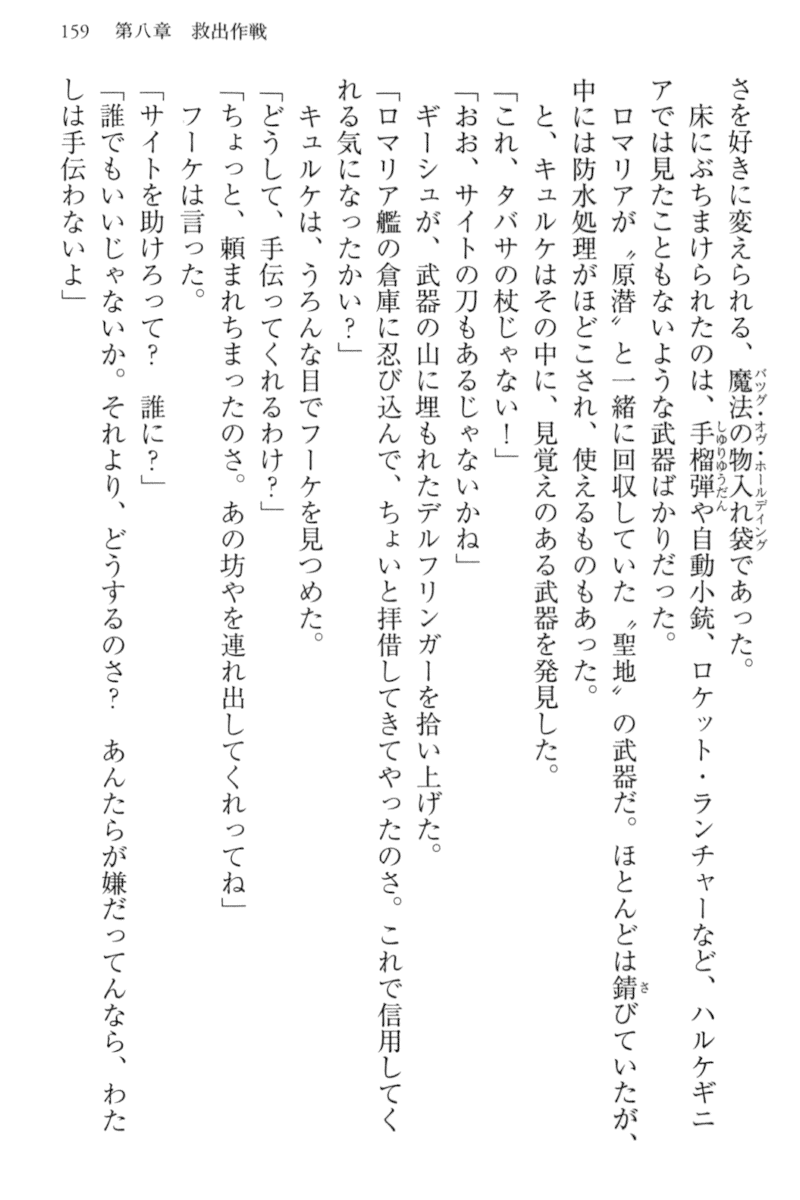 159　第八章　救出作戦
さを好きに変えられる、魔法の物入れ袋であった。
バッグ・オヴ・ホールディング
　床にぶちまけられたのは、手榴弾や自動小銃、ロケット・ランチャーなど、ハルケギニ
しゆりゆうだん
アでは見たこともないような武器ばかりだった。
　ロマリアが〝原潜〟と一緒に回収していた〝聖地〟の武器だ。ほとんどは錆びていたが、
さ
中には防水処理がほどこされ、使えるものもあった。
　と、キュルケはその中に、見覚えのある武器を発見した。
「これ、タバサの杖じゃない！」
「おお、サイトの刀もあるじゃないかね」
　ギーシュが、武器の山に埋もれたデルフリンガーを拾い上げた。
「ロマリア艦の倉庫に忍び込んで、ちょいと拝借してきてやったのさ。これで信用してく
れる気になったかい？」
　キュルケは、うろんな目でフーケを見つめた。
「どうして、手伝ってくれるわけ？」
「ちょっと、頼まれちまったのさ。あの坊やを連れ出してくれってね」
　フーケは言った。
「サイトを助けろって？　誰に？」
「誰でもいいじゃないか。それより、どうするのさ？　あんたらが嫌だってんなら、わた
しは手伝わないよ」